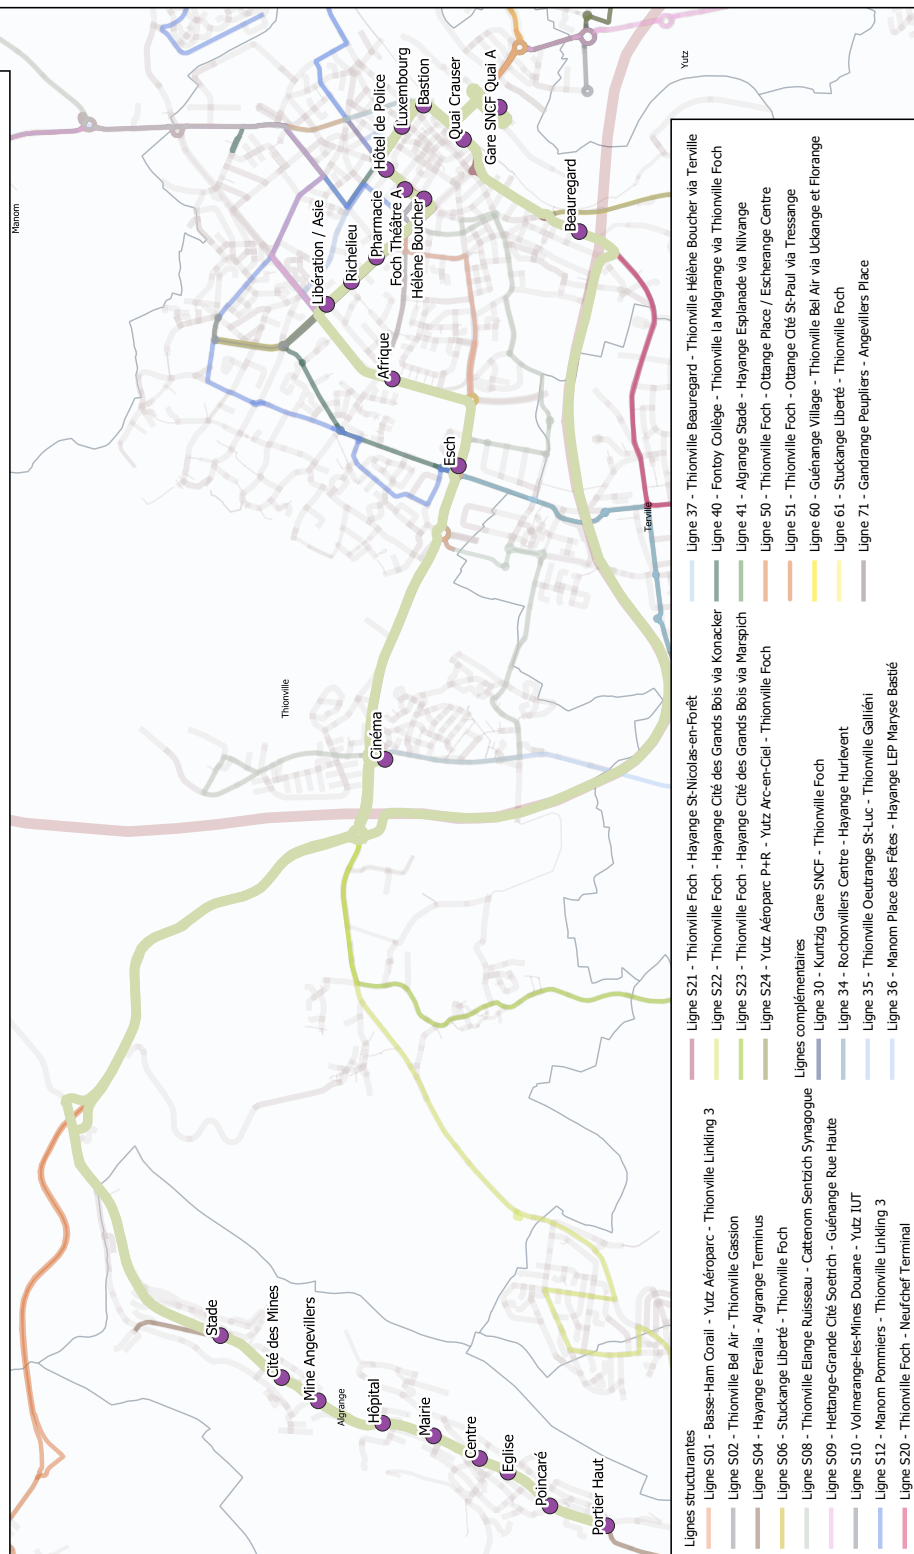 Manom
Yutz
Thionville
Terville
Algrange
Libération / Asie
Richelieu
Pharmacie
Foch Théâtre A
Hélène Boucher
Hôtel de Police
Luxembourg
Bastion
Quai Crauser
Gare SNCF Quai A
Beauregard
Afrique
Esch
Cinéma
Stade
Cité des Mines
Mine Angevillers
Hôpital
Mairie
Centre
Eglise
Poincaré
Portier Haut
Lignes structurantes
Ligne S01 - Basse-Ham Corail - Yutz Aéroparc - Thionville Linkling 3
Ligne S02 - Thionville Bel Air - Thionville Gassion
Ligne S04 - Hayange Feralia - Algrange Terminus
Ligne S06 - Stuckange Liberté - Thionville Foch
Ligne S08 - Thionville Elange Ruisseau - Cattenom Sentzich Synagogue
Ligne S09 - Hettange-Grande Cité Soetrich - Guénange Rue Haute
Ligne S10 - Volmerange-les-Mines Douane - Yutz IUT
Ligne S12 - Manom Pommiers - Thionville Linkling 3
Ligne S20 - Thionville Foch - Neufchef Terminal
Ligne S21 - Thionville Foch - Hayange St-Nicolas-en-Forêt
Ligne S22 - Thionville Foch - Hayange Cité des Grands Bois via Konacker
Ligne S23 - Thionville Foch - Hayange Cité des Grands Bois via Marspich
Ligne S24 - Yutz Aéroparc P+R - Yutz Arc-en-Ciel - Thionville Foch
Lignes complémentaires
Ligne 30 - Kuntzig Gare SNCF - Thionville Foch
Ligne 34 - Rochonvillers Centre - Hayange Hurlevent
Ligne 35 - Thionville Oeutrange St-Luc - Thionville Galliéni
Ligne 36 - Manom Place des Fêtes - Hayange LEP Maryse Bastié
Ligne 37 - Thionville Beauregard - Thionville Hélène Boucher via Terville
Ligne 40 - Fontoy Collège - Thionville la Malgrange via Thionville Foch
Ligne 41 - Algrange Stade - Hayange Esplanade via Nilvange
Ligne 50 - Thionville Foch - Ottange Place / Escherange Centre
Ligne 51 - Thionville Foch - Ottange Cité St-Paul via Tressange
Ligne 60 - Guénange Village - Thionville Bel Air via Uckange et Florange
Ligne 61 - Stuckange Liberté - Thionville Foch
Ligne 71 - Gandrange Peupliers - Angevillers Place